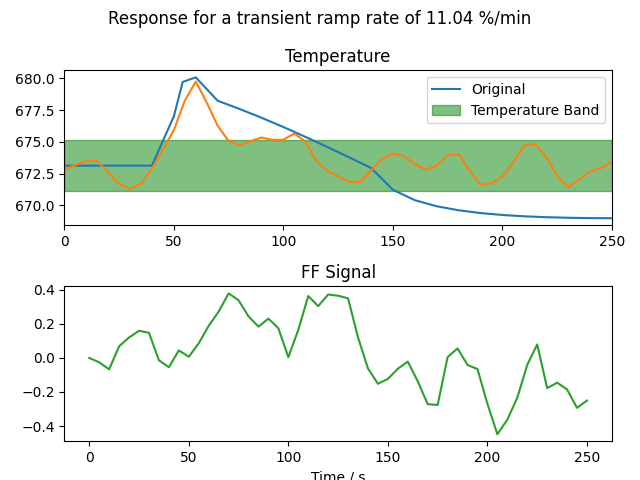 Response for a transient ramp rate of 11.04 %/min
Temperature
680.0
677.5
675.0
672.5
670.0
Original
Temperature Band
0 50 100 150 200 250
FF Signal
0.4
0.2
0.0
−0.2
−0.4
0 50 100 150 200 250
Time / s